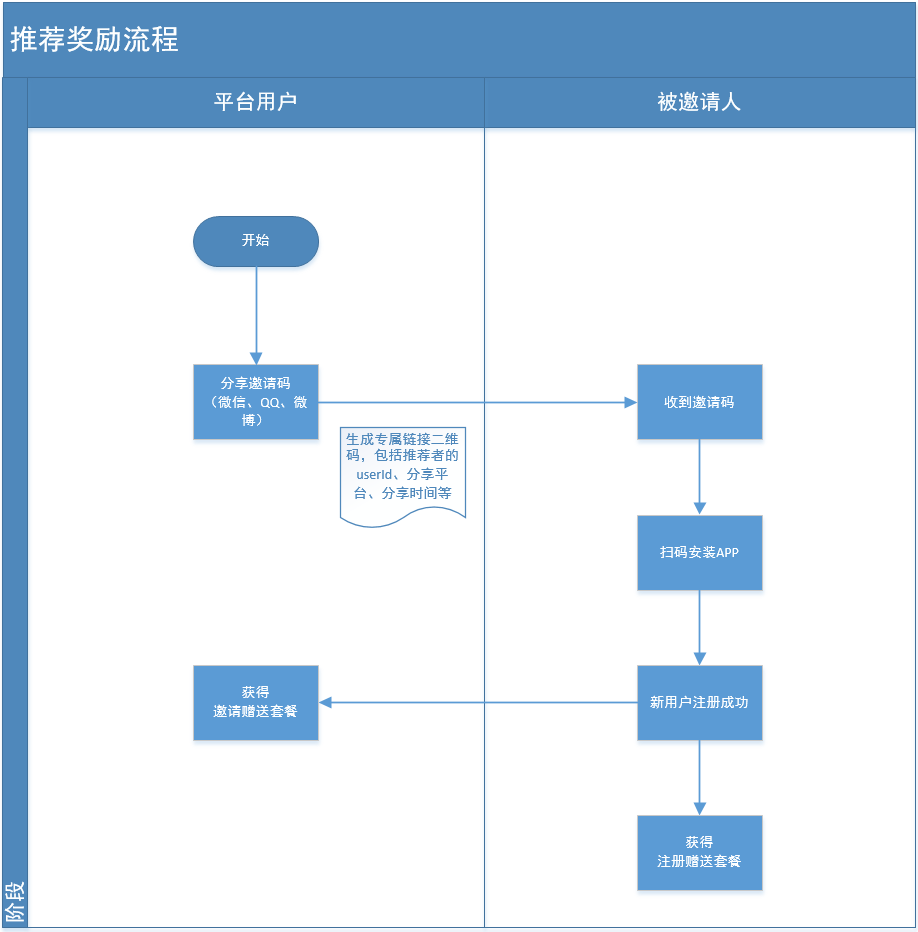 推荐奖励流程
平台用户
被邀请人
开始
分享邀请码
（微信、QQ、微
博）
收到邀请码
生成专属链接二维
码，包括推荐者的
userId、分享平
台、分享时间等
扫码安装APP
获得
邀请赠送套餐
新用户注册成功
获得
注册赠送套餐
阶段